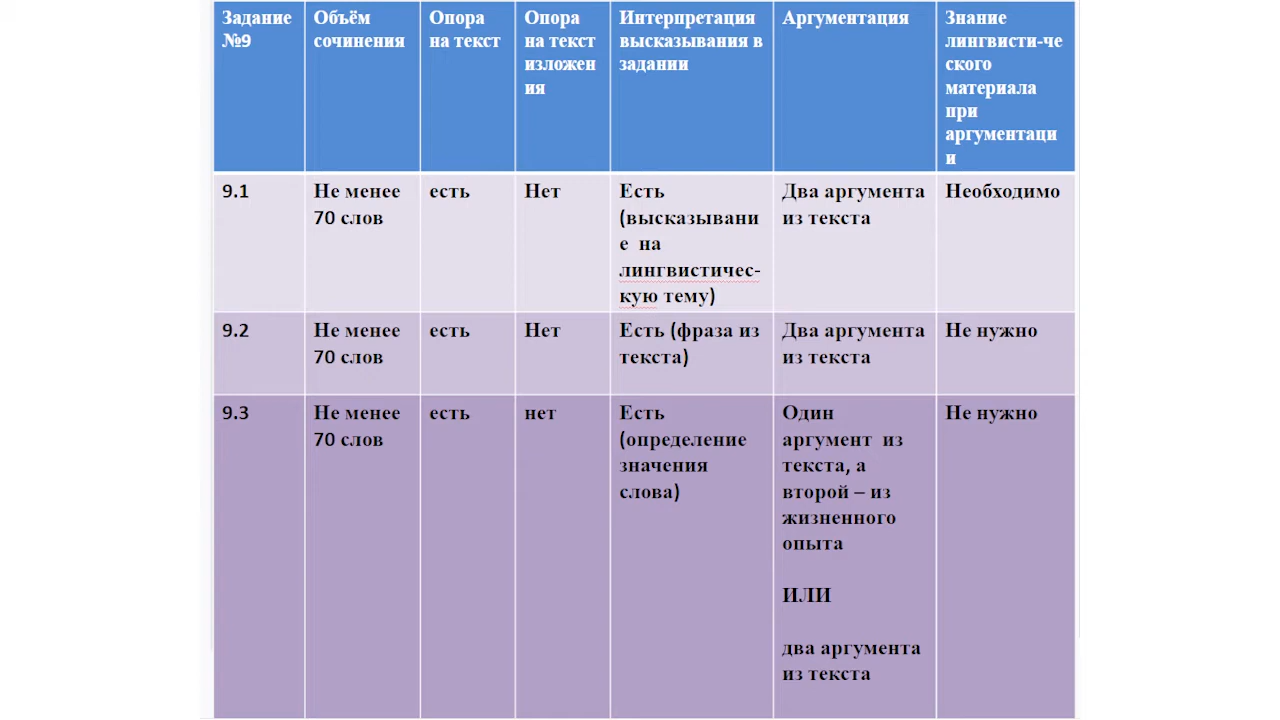 Задание
№9
Объём
сочинения
Опора
на текст
Опора
на текст
изложен
ия
Интерпретация
высказывания в
задании
Аргументация
Знание
лингвисти-че
ского
материала
при
аргументаци
и
9.1
Не менее
70 слов
есть
Нет
Есть
(высказывани
е на
лингвистичес-
кую тему)
Два аргумента
из текста
Необходимо
9.2
Не менее
70 слов
есть
Нет
Есть (фраза из
текста)
Два аргумента
из текста
Не нужно
9.3
Не менее
70 слов
есть
нет
Есть
(определение
значения
слова)
Один
аргумент из
текста, а
второй – из
жизненного
опыта
ИЛИ
два аргумента
из текста
Не нужно